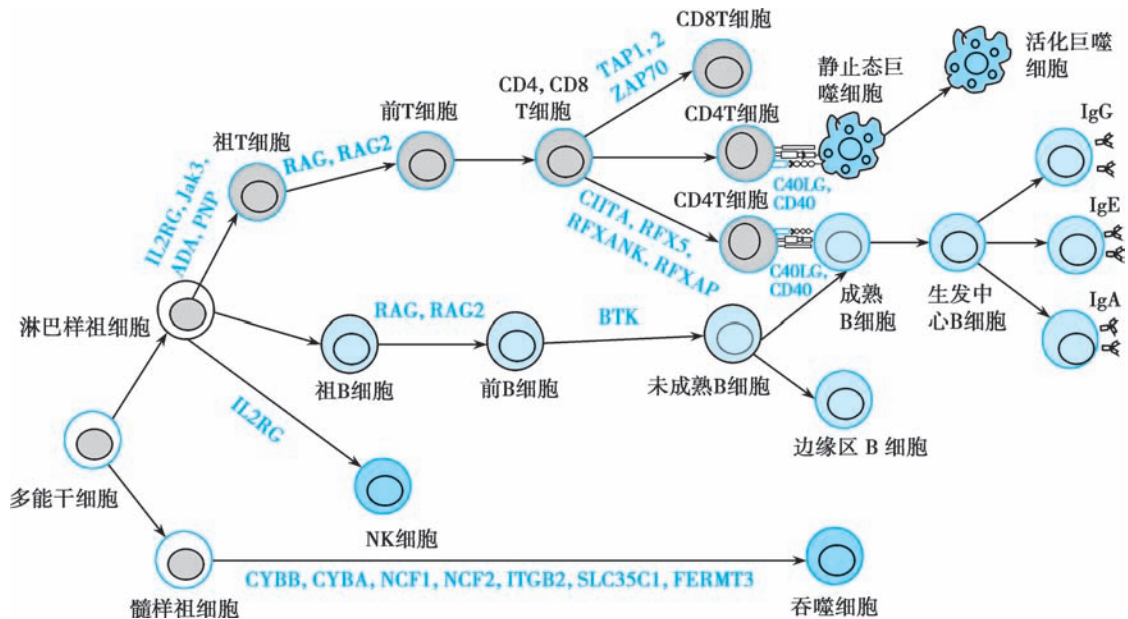 CD8T细胞
TAP1, 2
ZAP70
CD4, CD8
T细胞
静止态巨
噬细胞
活化巨噬
细胞
前T细胞
CD4T细胞
IgG
祖T细胞
RAG, RAG2
C40LG,
CD40
CD4T细胞
IL2RG, Jak3,
ADA, PNP
CIITA, RFX5,
RFXANK, RFXAP
IgE
C40LG,
CD40
成熟
B细胞
生发中
心B细胞
IgA
淋巴样祖细胞
RAG, RAG2
BTK
祖B细胞
前B细胞
未成熟B细胞
IL2RG
边缘区 B 细胞
多能干细胞
NK细胞
CYBB, CYBA, NCF1, NCF2, ITGB2, SLC35C1, FERMT3
髓样祖细胞
吞噬细胞